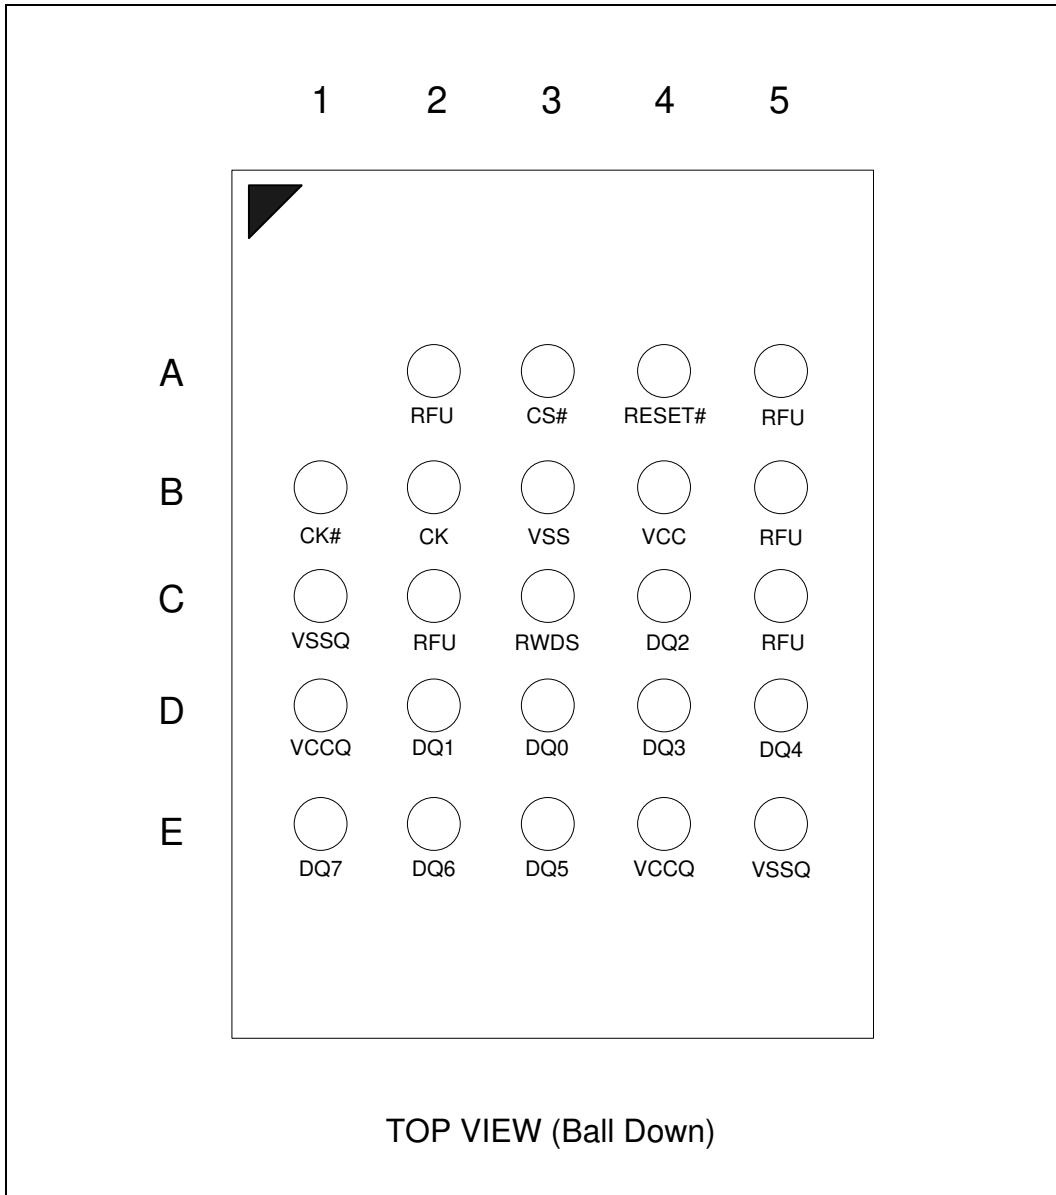 1 2 3 4 5
A
RFU CS# RESET# RFU
B
CK# CK VSS VCC RFU
C
VSSQ RFU RWDS DQ2 RFU
D
VCCQ DQ1 DQ0 DQ3 DQ4
E
DQ7 DQ6 DQ5 VCCQ VSSQ
TOP VIEW (Ball Down)